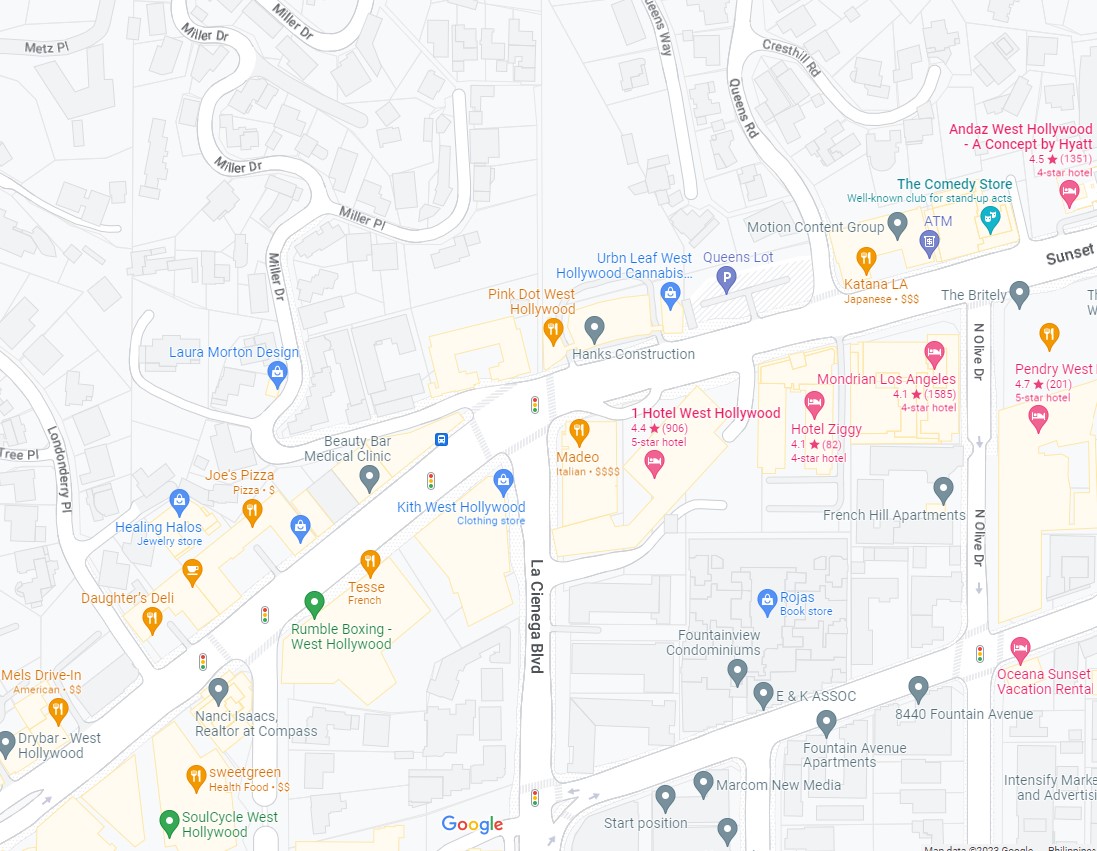 Miller Dr
Miller Dr
Metz Pl
Queens Way
Cresthill Rd
Queens Rd
Andaz West Hollywood
- A Concept by Hyatt
4.5 ★ (1351)
4-star hotel
Miller Dr
The Comedy Store
Well-known club for stand-up acts
Miller Pl
Motion Content Group
ATM
Sunset
Miller Dr
Urbn Leaf West
Hollywood Cannabis...
Queens Lot
P
Katana LA
Japanese • $$$
Pink Dot West
Hollywood
The Britely
Th
W
Laura Morton Design
Hanks Construction
N Olive Dr
Mondrian Los Angeles
4.1 ★ (1585)
4-star hotel
Pendry West
4.7 ★ (201)
5-star hotel
1 Hotel West Hollywood
4.4 ★ (906)
5-star hotel
Hotel Ziggy
4.1 ★ (82)
4-star hotel
Beauty Bar
Medical Clinic
Madeo
Italian • $$$$
Tree Pl
Londonderry Pl
Joe's Pizza
Pizza • $
Kith West Hollywood
Clothing store
French Hill Apartments
Healing Halos
Jewelry store
N Olive Dr
Tesse
French
La Cienega Blvd
Daughter's Deli
Rojas
Book store
Rumble Boxing -
West Hollywood
Fountainview
Condominiums
Mels Drive-In
American • $$
Oceana Sunset
Vacation Rental
E & K ASSOC
Nanci Isaacs,
Realtor at Compass
8440 Fountain Avenue
Drybar - West
Hollywood
Fountain Avenue
Apartments
sweetgreen
Health Food • $$
Marcom New Media
Intensify Marke
and Advertisi
SoulCycle West
Hollywood
Google
Start position
Map data ©2023 Google
Philippines